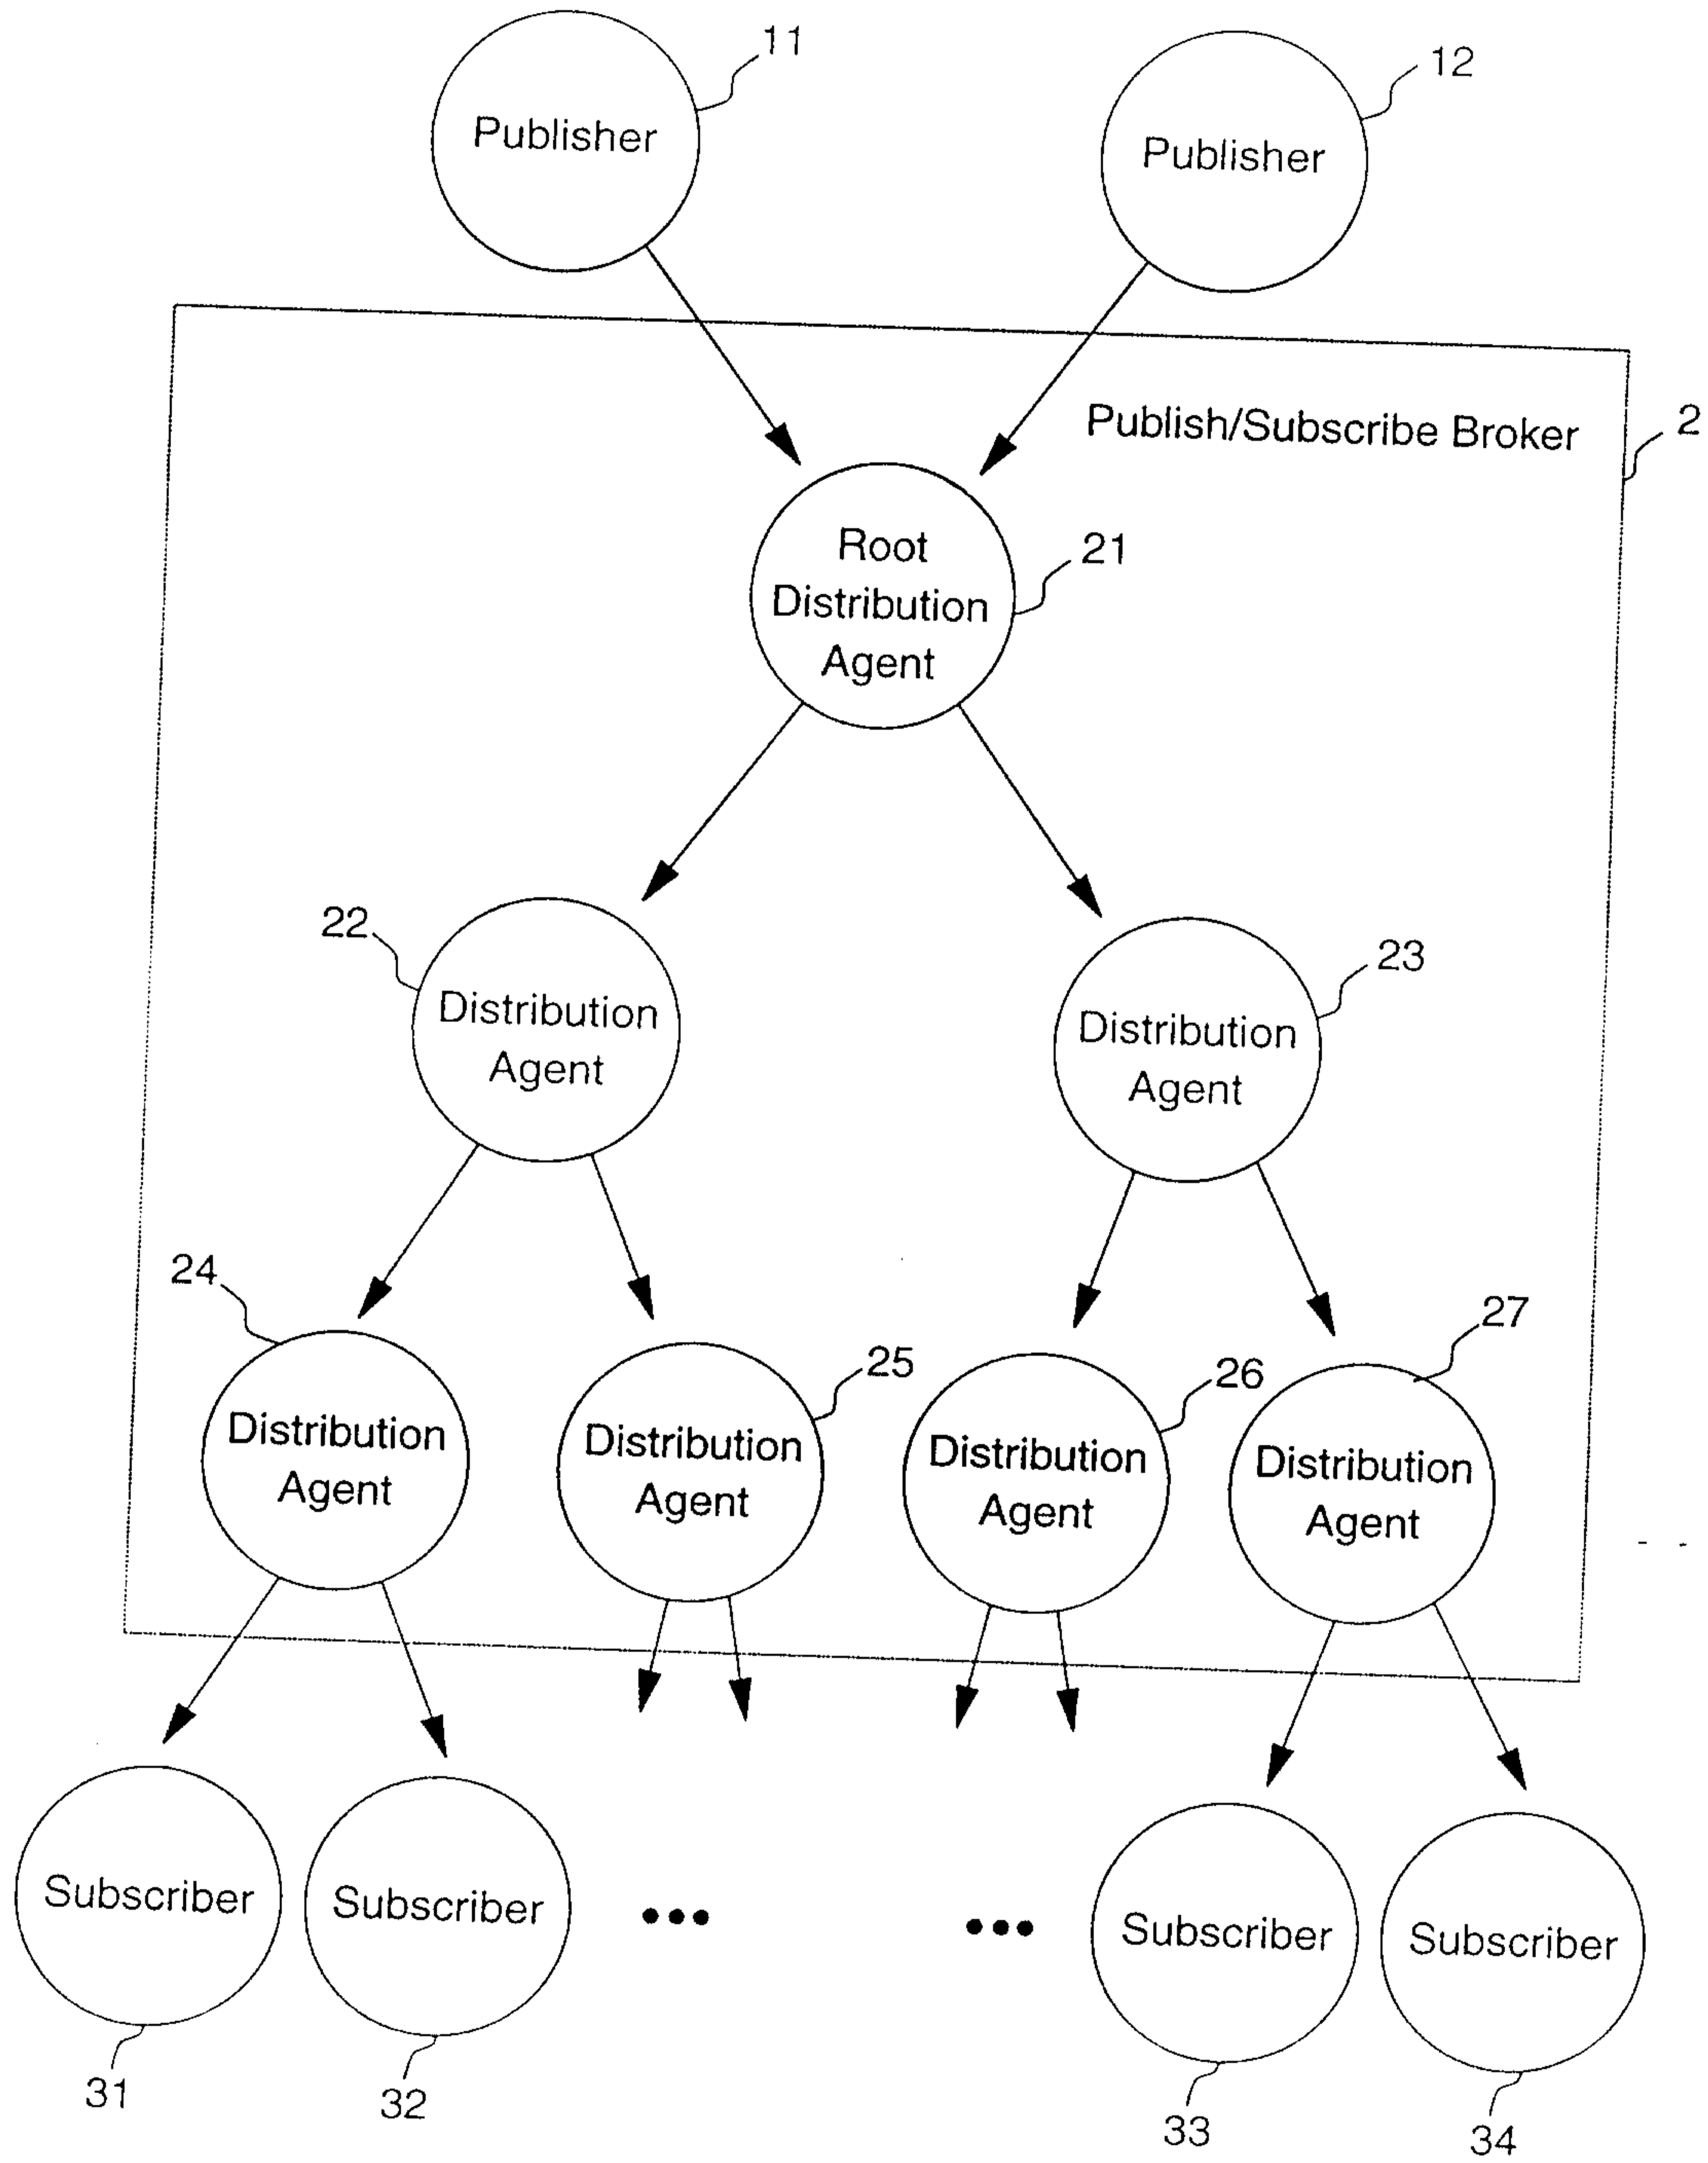 11
Publisher
12
Publisher
Publish/Subscribe Broker
2
Root
Distribution
Agent
21
22
Distribution
Agent
23
Distribution
Agent
24
Distribution
Agent
25
Distribution
Agent
26
Distribution
Agent
27
Distribution
Agent
Subscriber
Subscriber
Subscriber
Subscriber
31
32
33
34